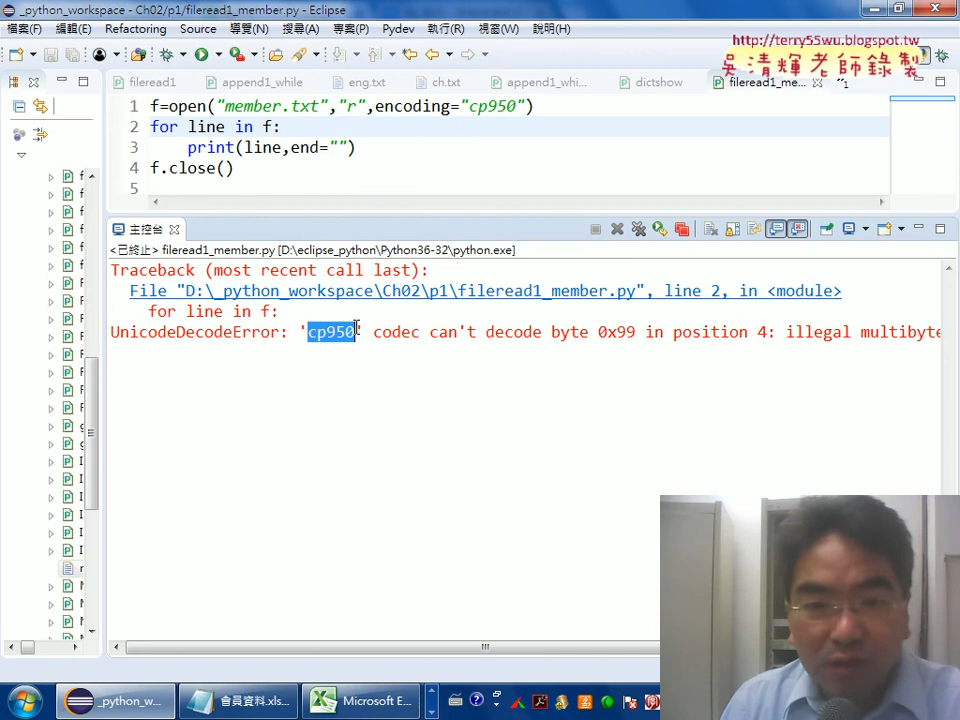 _python_workspace - Ch02/p1/fileread1_member.py - Eclipse
檔案(F) 編輯(E) Refactoring Source 導覽(N) 搜尋(A) 專案(P) Pydev 執行(R) 視窗(W) 說明(H)
http://terry55wu.blogspot.tw
吳清輝老師錄製
fileread1 append1_while eng.txt ch.txt append1_whi... dictshow fileread1_me...
1 f=open("member.txt","r",encoding="cp950")
2 for line in f:
3 print(line,end="")
4 f.close()
5
主控台
<已終止> fileread1_member.py [D:\eclipse_python\Python36-32\python.exe]
Traceback (most recent call last):
File "D:\_python_workspace\Ch02\p1\fileread1_member.py", line 2, in <module>
for line in f:
UnicodeDecodeError: 'cp950' codec can't decode byte 0x99 in position 4: illegal multibyte
_python_w... 會員資料.xls... Microsoft E...